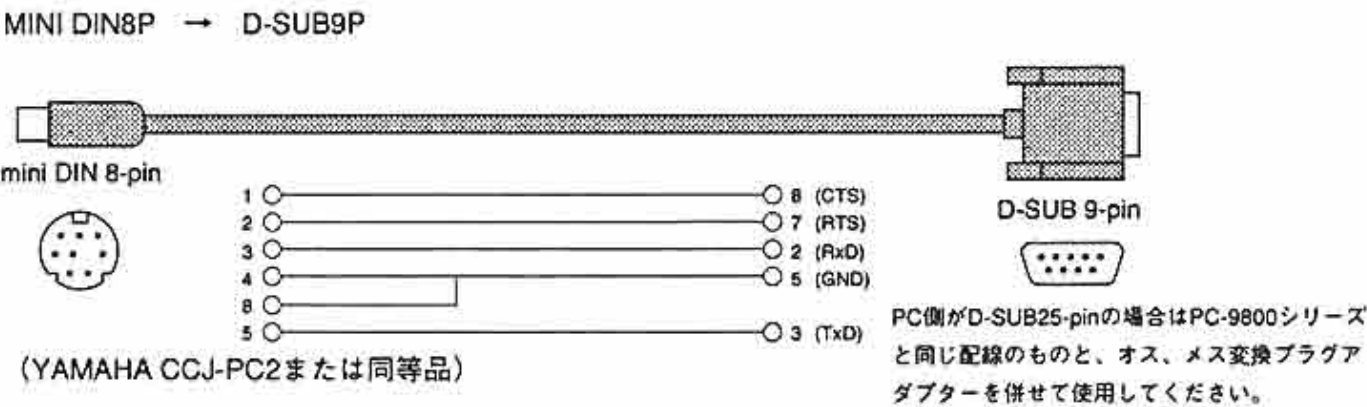 MINI DIN8P → D-SUB9P
mini DIN 8-pin
1 8 (CTS)
2 7 (RTS)
3 2 (RxD)
4 5 (GND)
8
5 3 (TxD)
(YAMAHA CCJ-PC2または同等品)
D-SUB 9-pin
PC側がD-SUB25-pinの場合はPC-9800シリーズ
と同じ配線のものと、オス、メス変換プラグア
ダプターを併せて使用してください。